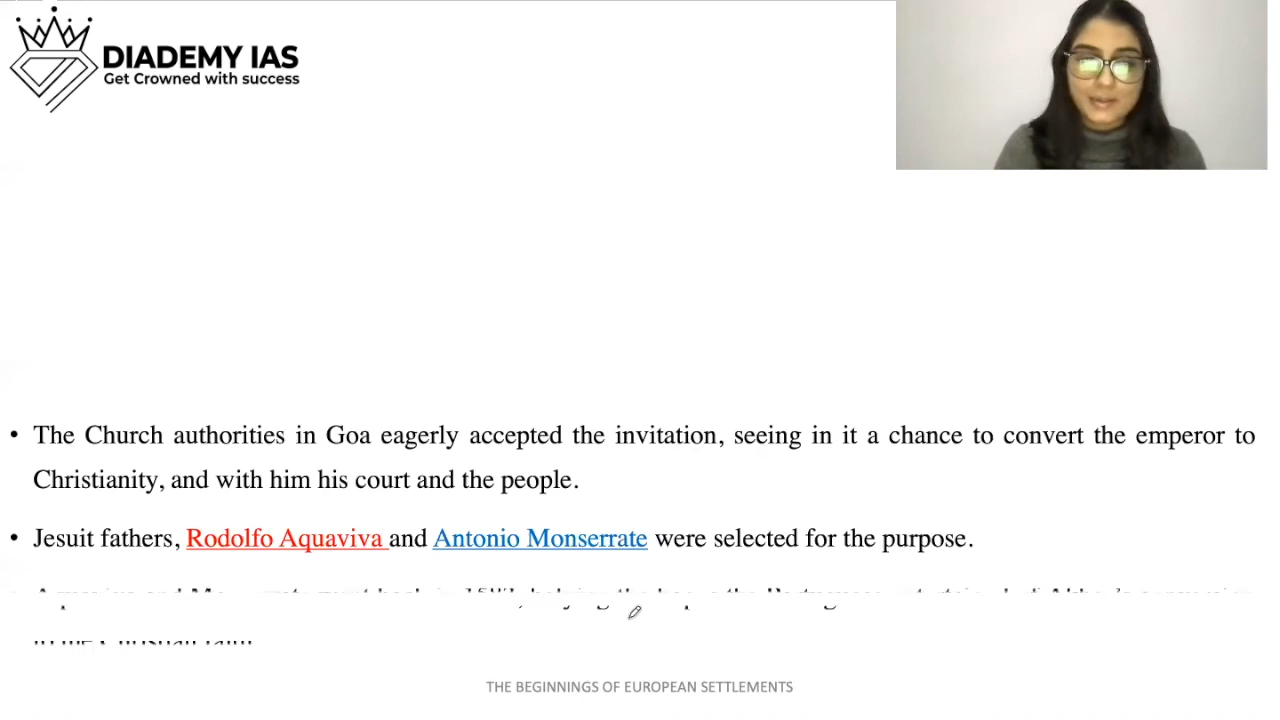 DIADEMY IAS
Get Crowned with success
• The Church authorities in Goa eagerly accepted the invitation, seeing in it a chance to convert the emperor to
Christianity, and with him his court and the people.
• Jesuit fathers, Rodolfo Aquaviva and Antonio Monserrate were selected for the purpose.
THE BEGINNINGS OF EUROPEAN SETTLEMENTS